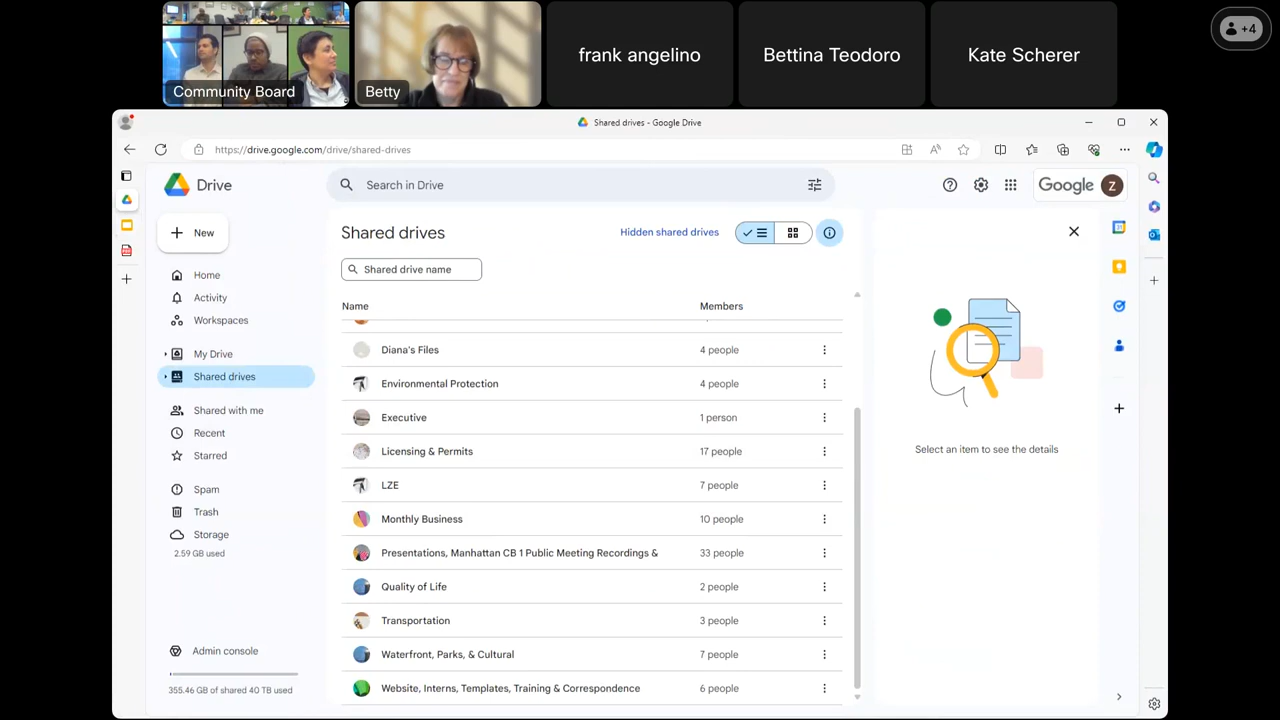 Community Board
Betty
frank angelino
Bettina Teodoro
Kate Scherer
+4
Shared drives - Google Drive
https://drive.google.com/drive/shared-drives
Drive
Search in Drive
Google
Z
New
Shared drives
Hidden shared drives
Shared drive name
Home
Activity
Workspaces
My Drive
Shared drives
Shared with me
Recent
Starred
Spam
Trash
Storage
2.59 GB used
Admin console
355.46 GB of shared 40 TB used
Name Members
Diana's Files 4 people
Environmental Protection 4 people
Executive 1 person
Licensing & Permits 17 people
LZE 7 people
Monthly Business 10 people
Presentations, Manhattan CB 1 Public Meeting Recordings & 33 people
Quality of Life 2 people
Transportation 3 people
Waterfront, Parks, & Cultural 7 people
Website, Interns, Templates, Training & Correspondence 6 people
Select an item to see the details